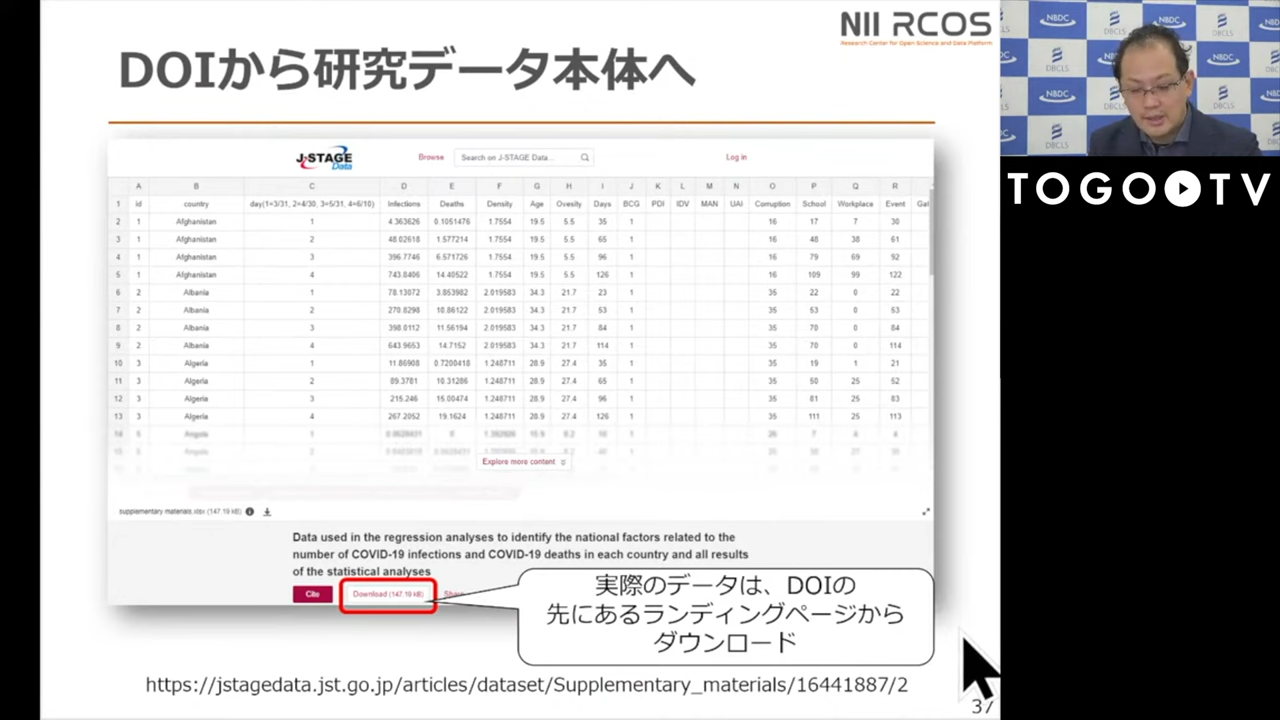 NII RCOS
Research Center for Open Science and Data Platform
DOIから研究データ本体へ
J-STAGE Data
Browse
Search on J-STAGE Data...
Log in
A B C D E F G H I J K L M N O P Q R
1 id country day(1=3/31, 2=4/30, 3=5/31, 4=6/10) Infections Deaths Density Age Ovesity Days BCG PDI IDV MAN UAI Corruption School Workplace Event Gat
2 1 Afghanistan 1 4.363626 0.1051476 1.7554 19.5 5.5 35 1 16 17 7 30
3 1 Afghanistan 2 48.02618 1.577214 1.7554 19.5 5.5 65 1 16 48 38 61
4 1 Afghanistan 3 396.7746 6.571726 1.7554 19.5 5.5 96 1 16 79 69 92
5 1 Afghanistan 4 743.8406 14.40522 1.7554 19.5 5.5 126 1 16 109 99 122
6 2 Albania 1 78.13072 3.853982 2.019583 34.3 21.7 23 1 35 22 0 22
7 2 Albania 2 270.8298 10.86122 2.019583 34.3 21.7 53 1 35 53 0 53
8 2 Albania 3 398.0112 11.56194 2.019583 34.3 21.7 84 1 35 70 0 84
9 2 Albania 4 643.9653 14.7152 2.019583 34.3 21.7 114 1 35 70 0 114
10 3 Algeria 1 11.86908 0.7200418 1.248711 28.9 27.4 35 1 35 19 1 21
11 3 Algeria 2 89.3781 10.31286 1.248711 28.9 27.4 65 1 35 50 25 52
12 3 Algeria 3 215.246 15.00474 1.248711 28.9 27.4 96 1 35 81 25 83
13 3 Algeria 4 267.2052 19.1624 1.248711 28.9 27.4 126 1 35 111 25 113
Explore more content
supplementary materials.xlsx (147.19 kB)
Data used in the regression analyses to identify the national factors related to the
number of COVID-19 infections and COVID-19 deaths in each country and all results
of the statistical analyses
Cite
Download (147.19 kB)
Share
実際のデータは、DOIの
先にあるランディングページから
ダウンロード
https://jstagedata.jst.go.jp/articles/dataset/Supplementary_materials/16441887/2
37
NBDC
DBCLS
TOGO TV